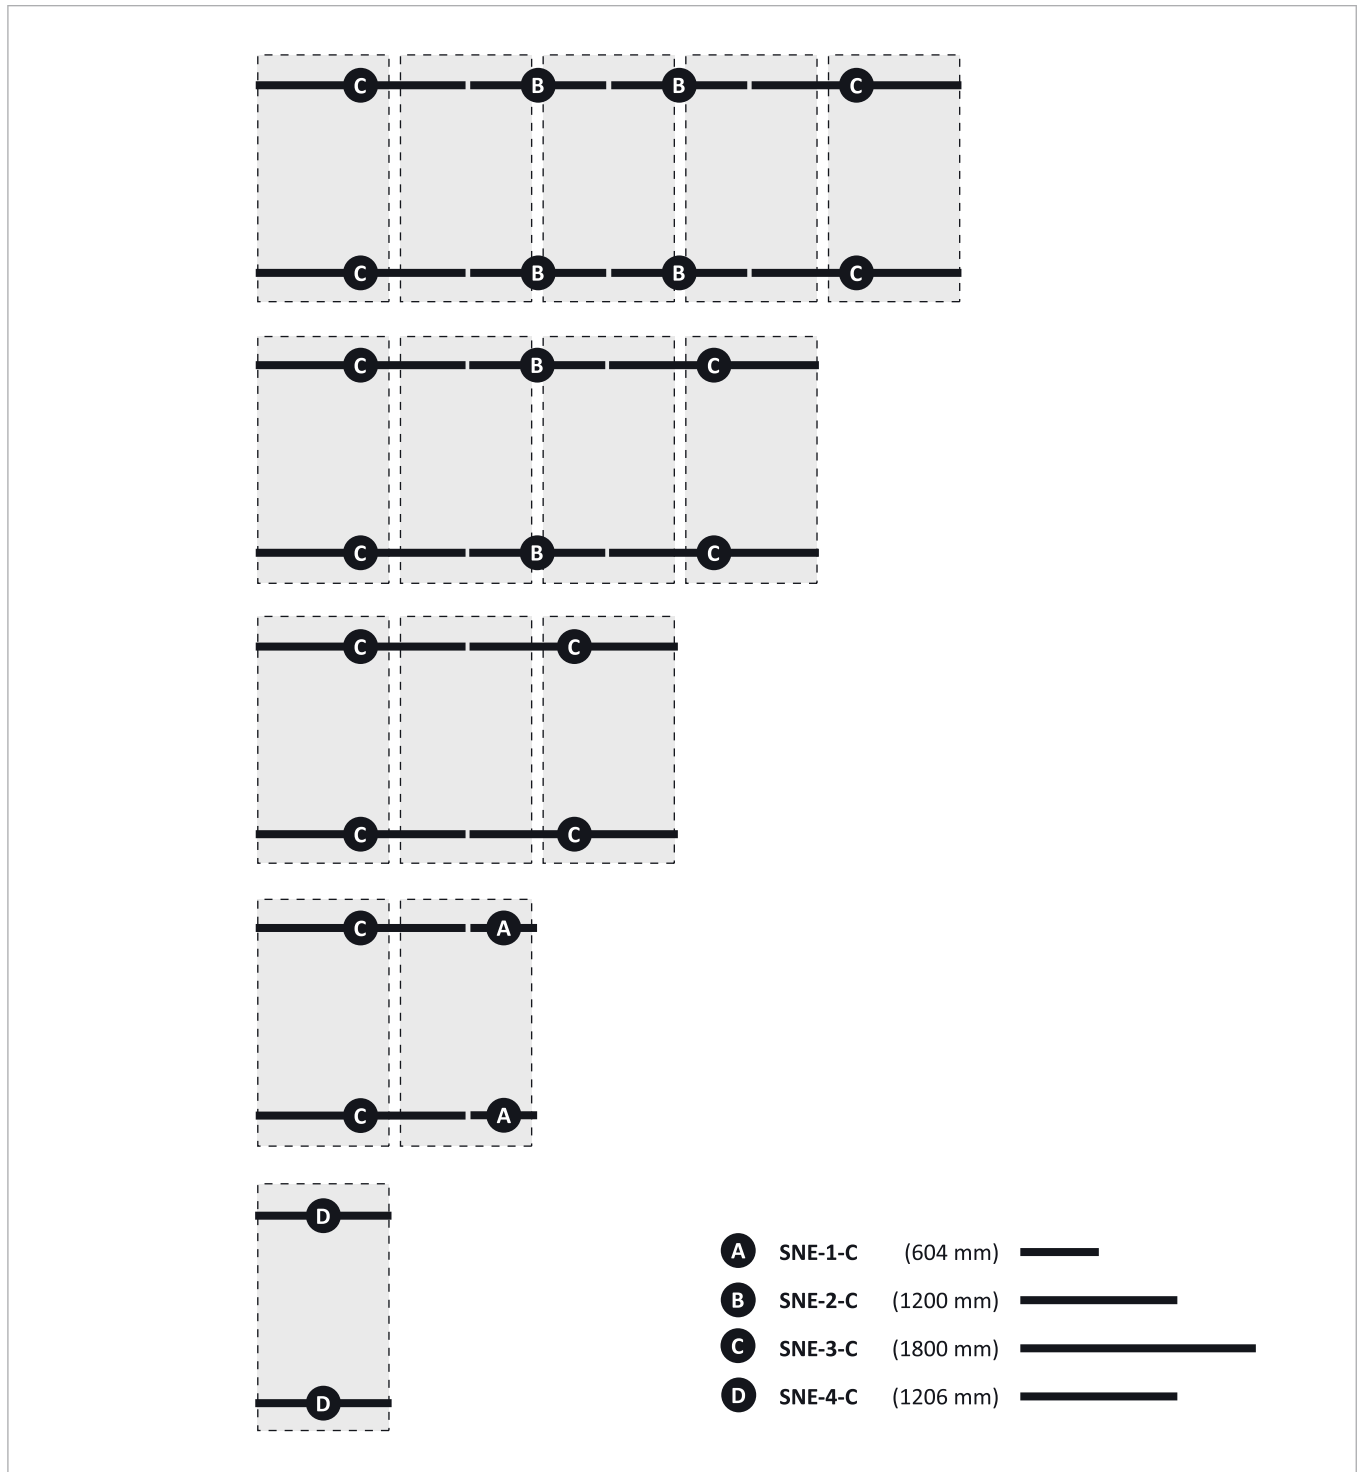 C B B C
C B B C
C B C
C B C
C C
C C
C A
C A
D
D
A SNE-1-C (604 mm)
B SNE-2-C (1200 mm)
C SNE-3-C (1800 mm)
D SNE-4-C (1206 mm)